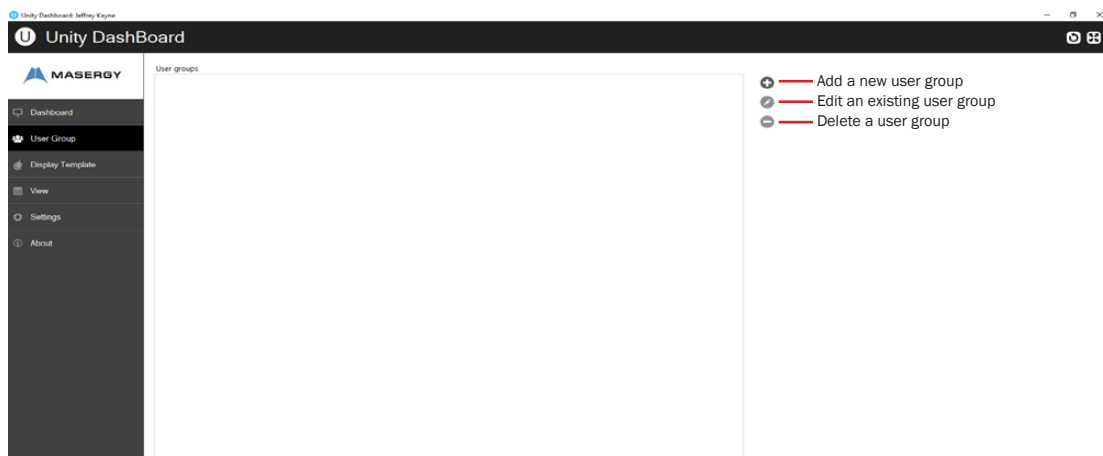 Unity Dashboard: Jeffrey Kayne
U Unity DashBoard
MASERGY
User groups
Add a new user group
Edit an existing user group
Delete a user group
Dashboard
User Group
Display Template
View
Settings
About